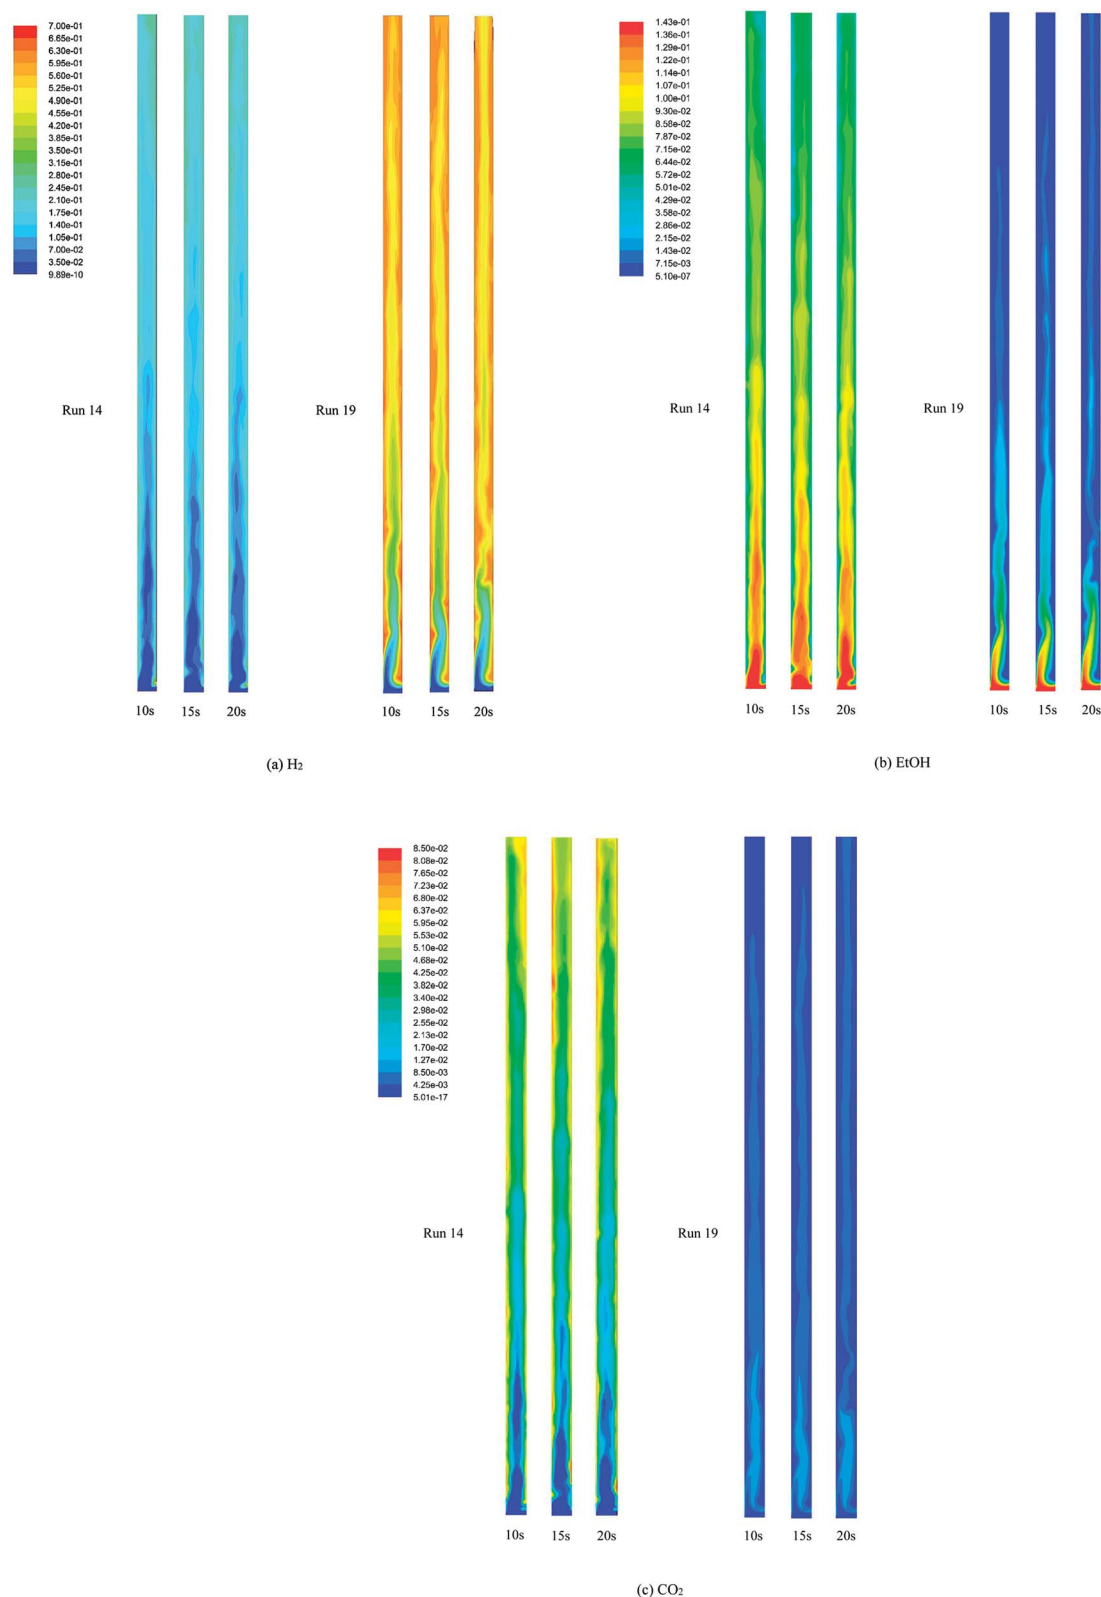 7.00e-01
6.65e-01
6.30e-01
5.95e-01
5.60e-01
5.25e-01
4.90e-01
4.55e-01
4.20e-01
3.85e-01
3.50e-01
3.15e-01
2.80e-01
2.45e-01
2.10e-01
1.75e-01
1.40e-01
1.05e-01
7.00e-02
3.50e-02
9.89e-10
Run 14
10s 15s 20s
Run 19
10s 15s 20s
(a) H₂
1.43e-01
1.36e-01
1.29e-01
1.22e-01
1.14e-01
1.07e-01
1.00e-01
9.30e-02
8.58e-02
7.87e-02
7.15e-02
6.44e-02
5.72e-02
5.01e-02
4.29e-02
3.58e-02
2.86e-02
2.15e-02
1.43e-02
7.15e-03
5.10e-07
Run 14
10s 15s 20s
Run 19
10s 15s 20s
(b) EtOH
8.50e-02
8.08e-02
7.65e-02
7.23e-02
6.80e-02
6.37e-02
5.95e-02
5.53e-02
5.10e-02
4.68e-02
4.25e-02
3.82e-02
3.40e-02
2.98e-02
2.55e-02
2.13e-02
1.70e-02
1.27e-02
8.50e-03
4.25e-03
5.01e-17
Run 14
10s 15s 20s
Run 19
10s 15s 20s
(c) CO₂